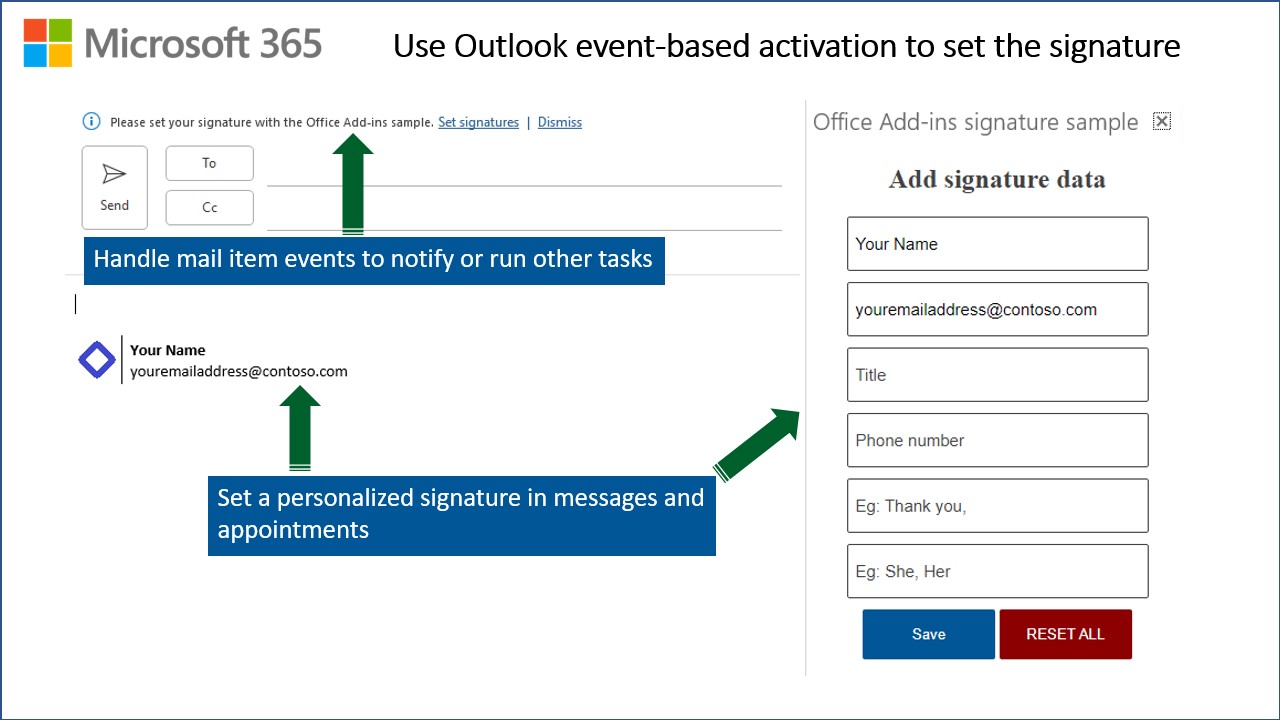 Microsoft 365
Use Outlook event-based activation to set the signature
Please set your signature with the Office Add-ins sample. Set signatures | Dismiss
Send
To
Cc
Handle mail item events to notify or run other tasks
Your Name
youremailaddress@contoso.com
Set a personalized signature in messages and
appointments
Office Add-ins signature sample
Add signature data
Your Name
youremailaddress@contoso.com
Title
Phone number
Eg: Thank you,
Eg: She, Her
Save
RESET ALL